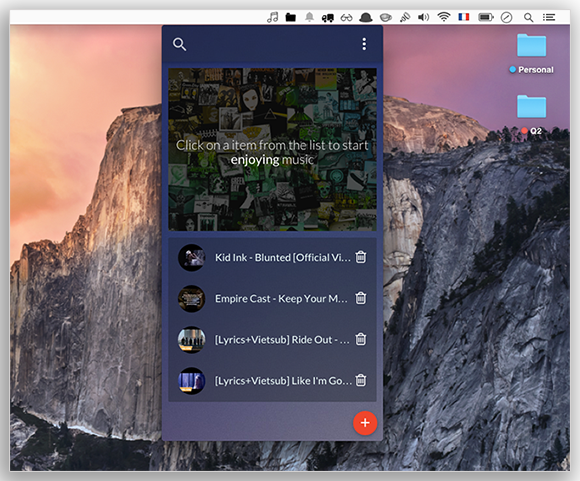 Personal
Q2
Click on a item from the list to start
enjoying music
Kid Ink - Blunted [Official Vi...
Empire Cast - Keep Your M...
[Lyrics+Vietsub] Ride Out - ...
[Lyrics+Vietsub] Like I'm Go...